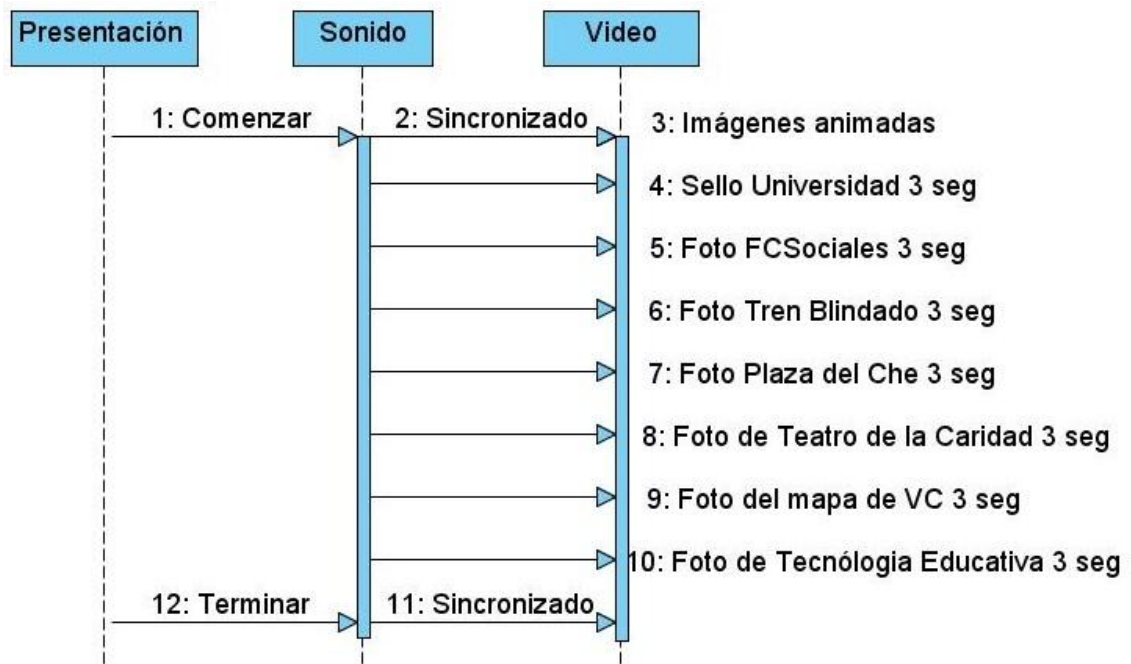 Presentación
Sonido
Video
1: Comenzar
2: Sincronizado
3: Imágenes animadas
4: Sello Universidad 3 seg
5: Foto FCSociales 3 seg
6: Foto Tren Blindado 3 seg
7: Foto Plaza del Che 3 seg
8: Foto de Teatro de la Caridad 3 seg
9: Foto del mapa de VC 3 seg
10: Foto de Tecnólogia Educativa 3 seg
12: Terminar
11: Sincronizado